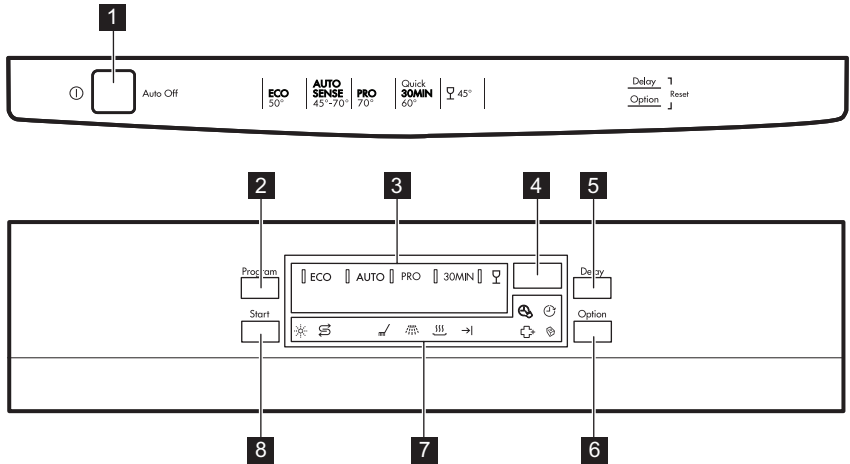 1
Auto Off
ECO
50°
AUTO
SENSE
45°-70°
PRO
70°
Quick
30MIN
60°
45°
Delay
Option
Reset
2
3
4
5
Program
ECO
AUTO
PRO
30MIN
Delay
Start
Option
8
7
6